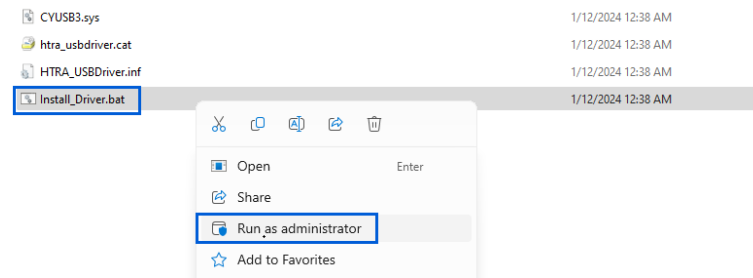 CYUSB3.sys 1/12/2024 12:38 AM
htra_usbdriver.cat 1/12/2024 12:38 AM
HTRA_USBDriver.inf 1/12/2024 12:38 AM
Install_Driver.bat 1/12/2024 12:38 AM
Open Enter
Share
Run as administrator
Add to Favorites